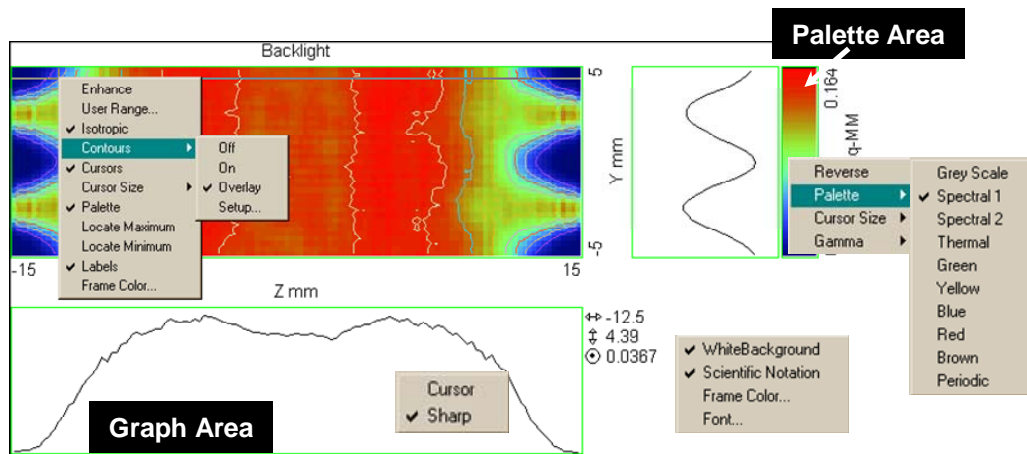 Backlight
Palette Area
Enhance
User Range...
Isotropic
Contours
Cursors
Cursor Size
Palette
Locate Maximum
Locate Minimum
Labels
Frame Color...
Off
On
Overlay
Setup...
5
Y mm
-5
-15
15
Z mm
0.164
q-MM
Reverse
Palette
Cursor Size
Gamma
Grey Scale
Spectral 1
Spectral 2
Thermal
Green
Yellow
Blue
Red
Brown
Periodic
-12.5
4.39
0.0367
Cursor
Sharp
WhiteBackground
Scientific Notation
Frame Color...
Font...
Graph Area